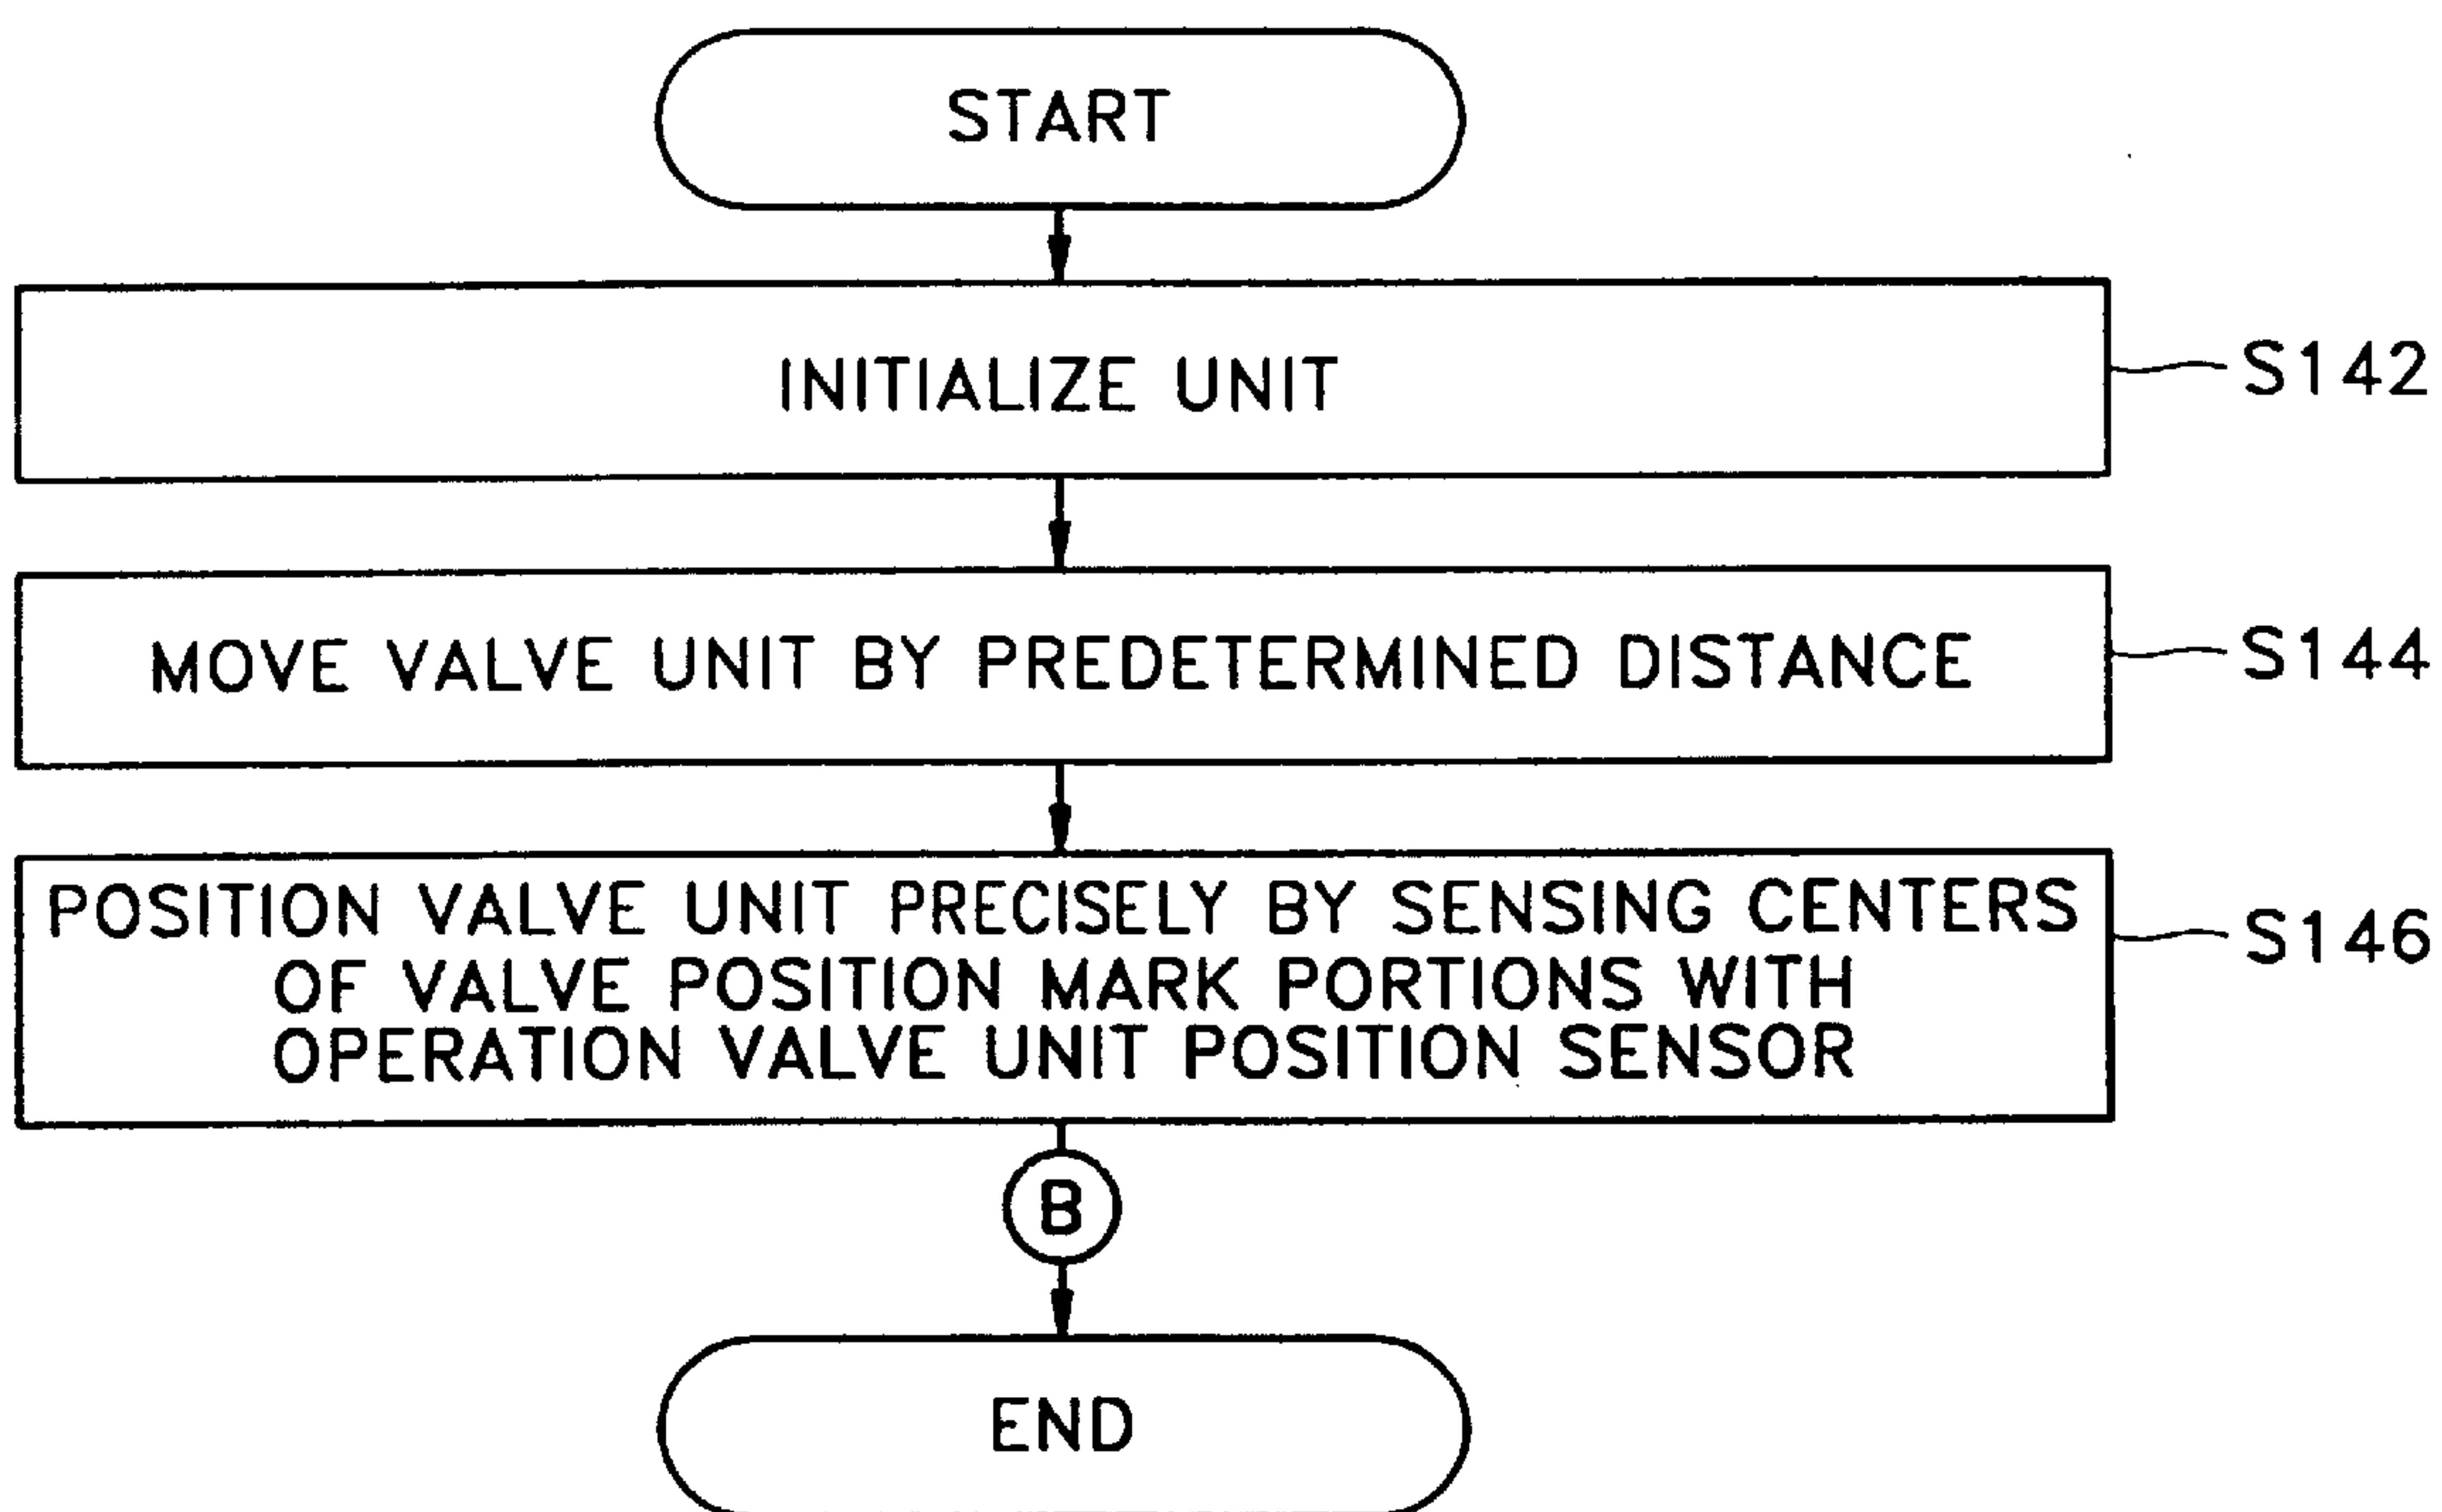 START
INITIALIZE UNIT
S142
MOVE VALVE UNIT BY PREDETERMINED DISTANCE
S144
POSITION VALVE UNIT PRECISELY BY SENSING CENTERS
OF VALVE POSITION MARK PORTIONS WITH
OPERATION VALVE UNIT POSITION SENSOR
S146
B
END